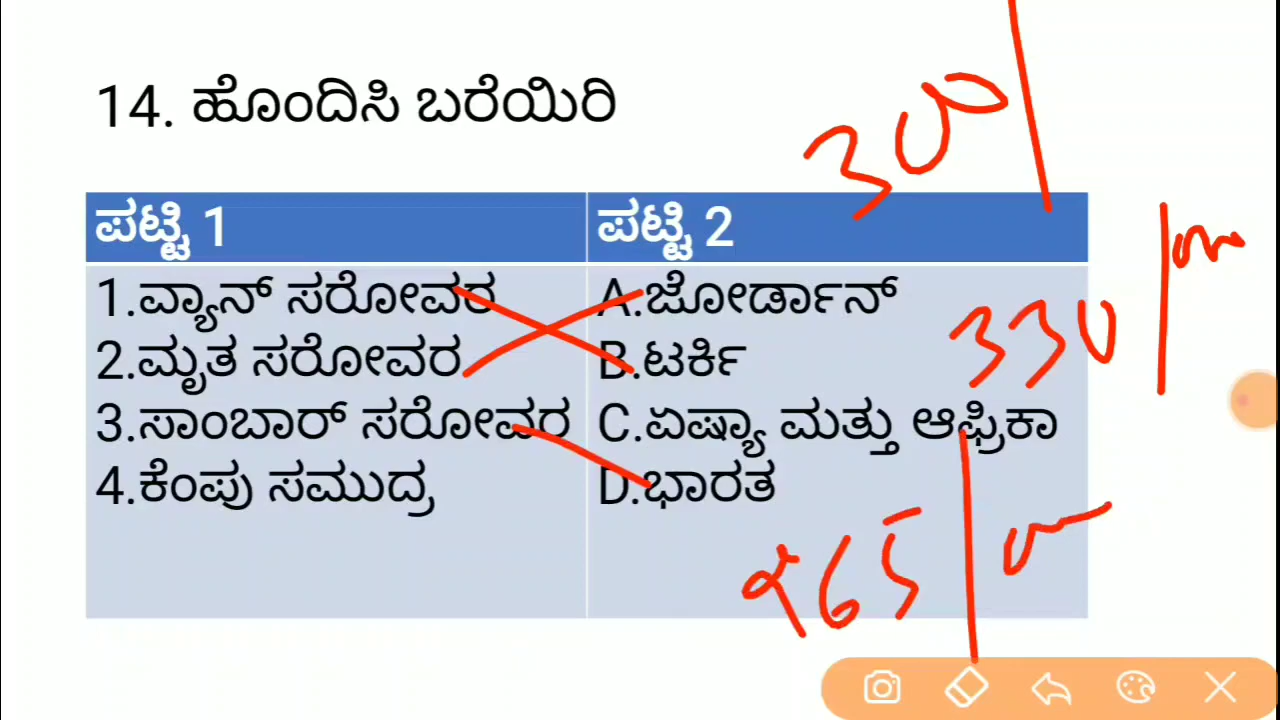 14. ಹೊಂದಿಸಿ ಬರೆಯಿರಿ
300
ಪಟ್ಟಿ 1 ಪಟ್ಟಿ 2
1.ವ್ಯಾನ್ ಸರೋವರ A.ಜೋರ್ಡಾನ್
330
2.ಮೃತ ಸರೋವರ B.ಟರ್ಕಿ
3.ಸಾಂಬಾರ್ ಸರೋವರ C.ಏಷ್ಯಾ ಮತ್ತು ಆಫ್ರಿಕಾ
4.ಕೆಂಪು ಸಮುದ್ರ D.ಭಾರತ